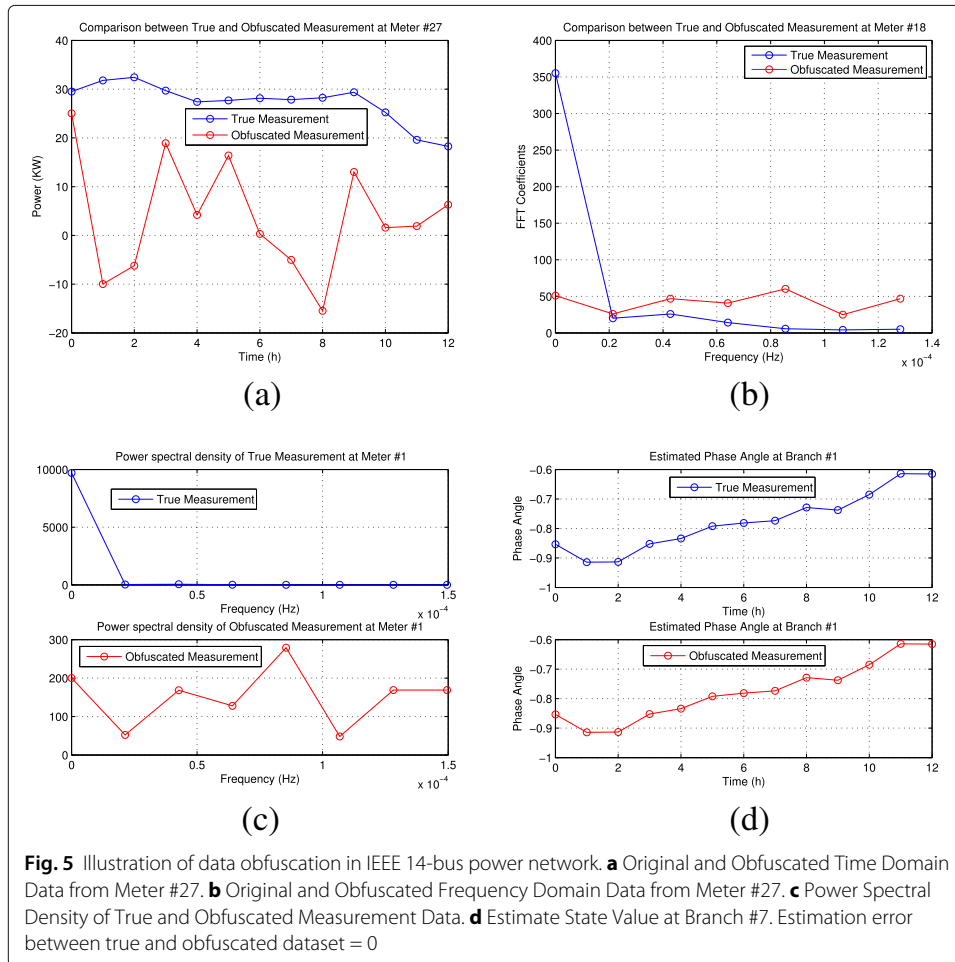 Comparison between True and Obfuscated Measurement at Meter #27
40
30
20
10
0
−10
−20
Power (KW)
True Measurement
Obfuscated Measurement
0 2 4 6 8 10 12
Time (h)
(a)
Comparison between True and Obfuscated Measurement at Meter #18
400
350
300
250
200
150
100
50
0
FFT Coefficients
True Measurement
Obfuscated Measurement
0 0.2 0.4 0.6 0.8 1 1.2 1.4
Frequency (Hz)
x 10−4
(b)
Power spectral density of True Measurement at Meter #1
10000
5000
0
True Measurement
0 0.5 1 1.5
Frequency (Hz)
x 10−4
Power spectral density of Obfuscated Measurement at Meter #1
300
200
100
0
Obfuscated Measurement
0 0.5 1 1.5
Frequency (Hz)
x 10−4
(c)
Estimated Phase Angle at Branch #1
−0.6
−0.7
−0.8
−0.9
−1
Phase Angle
True Measurement
0 2 4 6 8 10 12
Time (h)
Estimated Phase Angle at Branch #1
−0.6
−0.7
−0.8
−0.9
−1
Phase Angle
Obfuscated Measurement
0 2 4 6 8 10 12
Time (h)
(d)
Fig. 5 Illustration of data obfuscation in IEEE 14-bus power network. a Original and Obfuscated Time Domain
Data from Meter #27. b Original and Obfuscated Frequency Domain Data from Meter #27. c Power Spectral
Density of True and Obfuscated Measurement Data. d Estimate State Value at Branch #7. Estimation error
between true and obfuscated dataset = 0